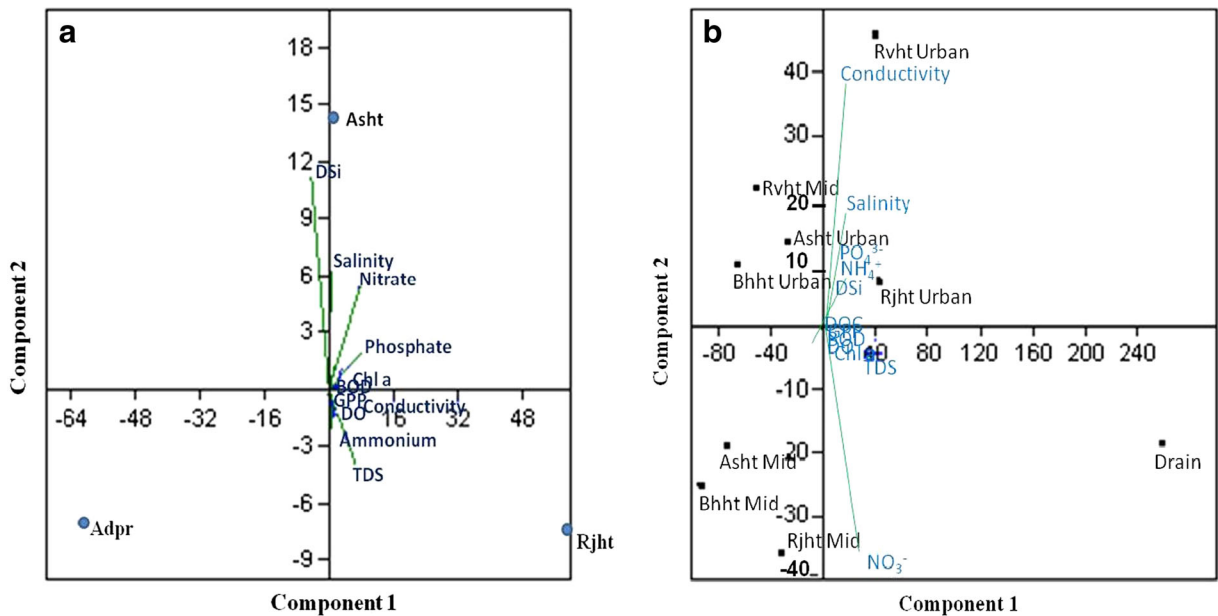 a
18
15
Asht
12
DSi
9
Salinity
6
Nitrate
3
Phosphate
Chl a
BOD
GPP
Conductivity
DO
-64 -48 -32 -16 16 32 48
Ammonium
-3
TDS
-6
Adpr
Rjht
-9
Component 2
Component 1
b
Rvht Urban
40
Conductivity
30
Rvht Mid
20
Salinity
Asht Urban
PO₄³⁻
10
NH₄⁺
Bhht Urban
DSi
Rjht Urban
DOC
GPP
BOD
DO
Chl a
-80 -40 40 80 120 160 200 240
TDS
-10
-20
Asht Mid
Drain
Bhht Mid
-30
Rjht Mid
NO₃⁻
-40
Component 2
Component 1